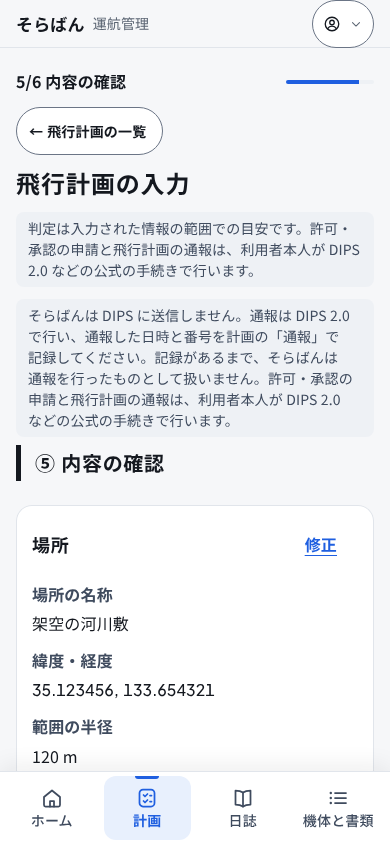 そらばん 運航管理
5/6 内容の確認
← 飛行計画の一覧
飛行計画の入力
判定は入力された情報の範囲での目安です。許可・
承認の申請と飛行計画の通報は、利用者本人が DIPS
2.0 などの公式の手続きで行います。
そらばんは DIPS に送信しません。通報は DIPS 2.0
で行い、通報した日時と番号を計画の「通報」で
記録してください。記録があるまで、そらばんは
通報を行ったものとして扱いません。許可・承認の
申請と飛行計画の通報は、利用者本人が DIPS 2.0
などの公式の手続きで行います。
⑤ 内容の確認
場所 修正
場所の名称
架空の河川敷
緯度・経度
35.123456, 133.654321
範囲の半径
120 m
ホーム 計画 日誌 機体と書類